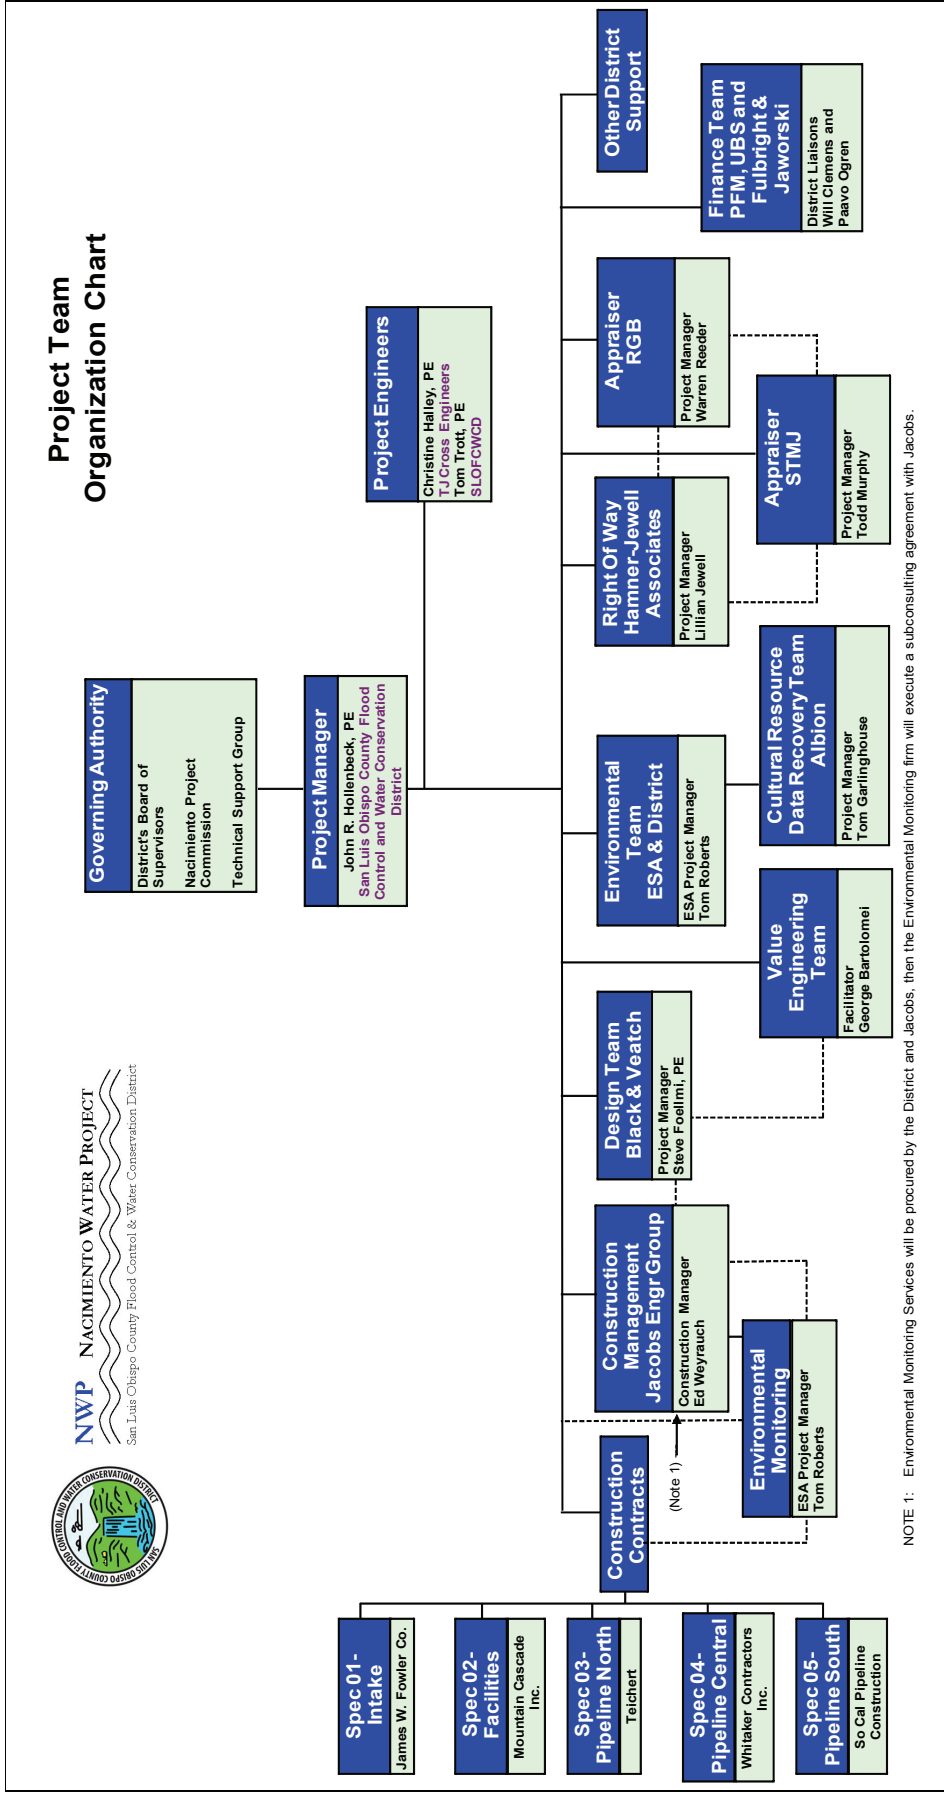 Project Team
Organization Chart
NWP NACIMIENTO WATER PROJECT
San Luis Obispo County Flood Control & Water Conservation District
SAN LUIS OBISPO COUNTY FLOOD CONTROL AND WATER CONSERVATION DISTRICT
Governing Authority
District's Board of
Supervisors
Nacimiento Project
Commission
Technical Support Group
Project Manager
John R. Hollenbeck, PE
San Luis Obispo County Flood
Control and Water Conservation
District
Project Engineers
Christine Halley, PE
TJ Cross Engineers
Tom Trott, PE
SLOFCWCD
Construction
Contracts
Spec 01-
Intake
James W. Fowler Co.
Spec 02-
Facilities
Mountain Cascade
Inc.
Spec 03-
Pipeline North
Teichert
Spec 04-
Pipeline Central
Whitaker Contractors
Inc.
Spec 05-
Pipeline South
So Cal Pipeline
Construction
(Note 1)
Construction
Management
Jacobs Engr Group
Construction Manager
Ed Weyrauch
Environmental
Monitoring
ESA Project Manager
Tom Roberts
Design Team
Black & Veatch
Project Manager
Steve Foellmi, PE
Value
Engineering
Team
Facilitator
George Bartolomei
Environmental
Team
ESA & District
ESA Project Manager
Tom Roberts
Cultural Resource
Data Recovery Team
Albion
Project Manager
Tom Garlinghouse
Right Of Way
Hamner-Jewell
Associates
Project Manager
Lillian Jewell
Appraiser
STMJ
Project Manager
Todd Murphy
Appraiser
RGB
Project Manager
Warren Reeder
Finance Team
PFM, UBS and
Fulbright &
Jaworski
District Liaisons
Will Clemens and
Paavo Ogren
Other District
Support
NOTE 1: Environmental Monitoring Services will be procured by the District and Jacobs, then the Environmental Monitoring firm will execute a subconsulting agreement with Jacobs.